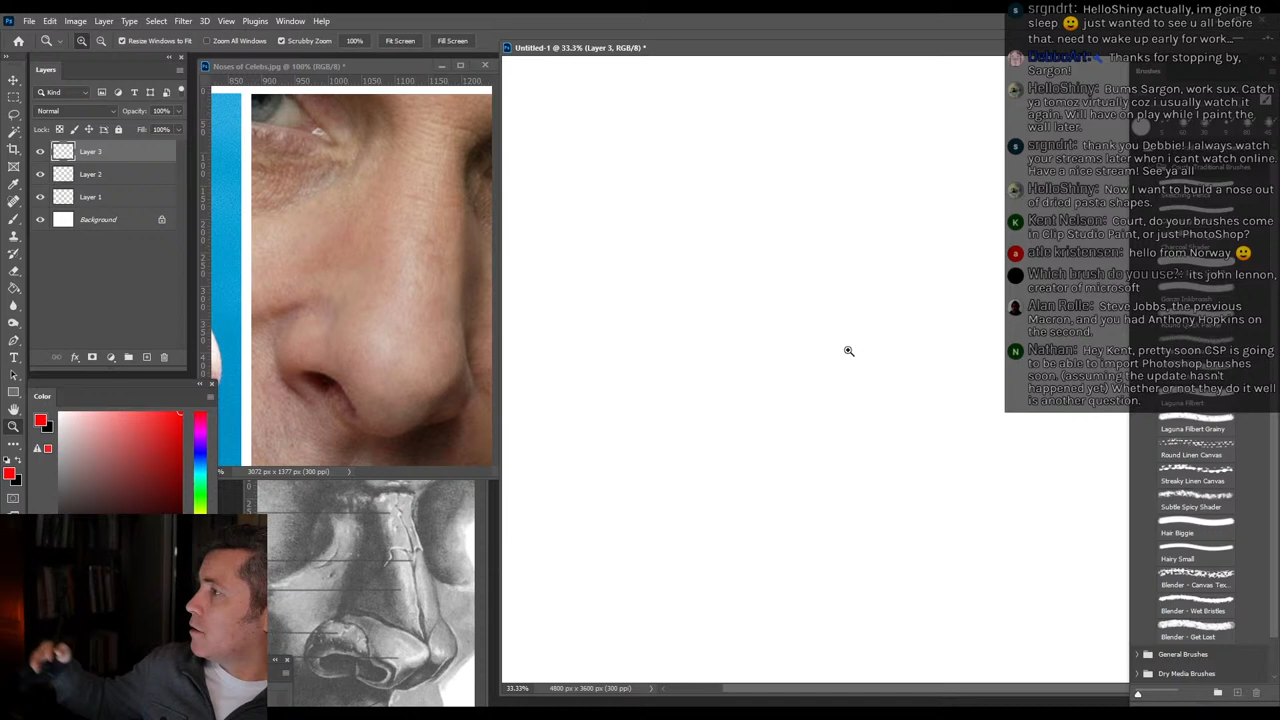 File Edit Image Layer Type Select Filter 3D View Plugins Window Help
Resize Windows to Fit Zoom All Windows Scrubby Zoom 100% Fit Screen Fill Screen
Layers
Kind
Normal Opacity: 100%
Lock: Fill: 100%
Layer 3
Layer 2
Layer 1
Background
Color
Noses of Celebs.jpg @ 100% (RGB/8) *
850 900 950 1000 1050 1100 1150 1200
3072 px x 1377 px (300 ppi)
Untitled-1 @ 33.3% (Layer 3, RGB/8) *
33.33% 4800 px x 3600 px (300 ppi)
srgndrt: HelloShiny actually, im going to
sleep 🙂 just wanted to see u all before
that, need to wake up early for work...
DebbyArt: Thanks for stopping by,
Sargon!
HelloShiny: Bums Sargon, work sux. Catch
ya tomoz virtually coz i usually watch it
again. Will have on play while I paint the
wall later.
srgndrt: thank you Debbie! I always watch
your streams later when i cant watch online.
Have a nice stream! See ya all
HelloShiny: Now I want to build a nose out
of dried pasta shapes.
Kent Nelson: Court, do your brushes come
in Clip Studio Paint, or just PhotoShop?
atle kristensen: hello from Norway 🙂
Which brush do you use?: its john lennon,
creator of microsoft
Alan Rolle: Steve Jobbs, the previous
Macron, and you had Anthony Hopkins on
the second.
Nathan: Hey Kent, pretty soon CSP is going
to be able to import Photoshop brushes
soon. (assuming the update hasn't
happened yet) Whether or not they do it well
is another question.
Brushes
Laguna Filbert
Laguna Filbert Grainy
Round Linen Canvas
Streaky Linen Canvas
Subtle Spicy Shader
Hair Biggie
Hairy Small
Blender - Canvas Tex...
Blender - Wet Bristles
Blender - Get Lost
General Brushes
Dry Media Brushes